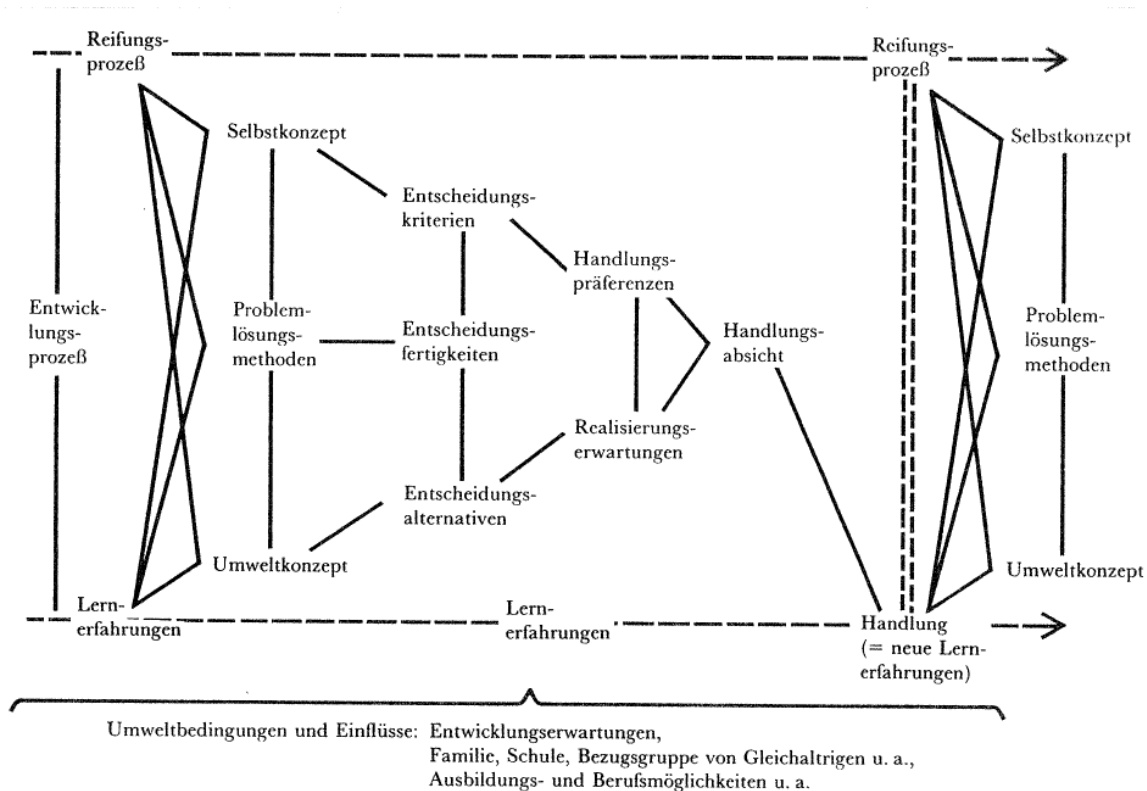 Reifungs-
prozeß
Reifungs-
prozeß
Selbstkonzept
Selbstkonzept
Entscheidungs-
kriterien
Handlungs-
präferenzen
Entwick-
lungs-
prozeß
Problem-
lösungs-
methoden
Entscheidungs-
fertigkeiten
Handlungs-
absicht
Problem-
lösungs-
methoden
Realisierungs-
erwartungen
Entscheidungs-
alternativen
Umweltkonzept
Umweltkonzept
Lern-
erfahrungen
Lern-
erfahrungen
Handlung
(= neue Lern-
erfahrungen)
Umweltbedingungen und Einflüsse: Entwicklungserwartungen,
Familie, Schule, Bezugsgruppe von Gleichaltrigen u. a.,
Ausbildungs- und Berufsmöglichkeiten u. a.